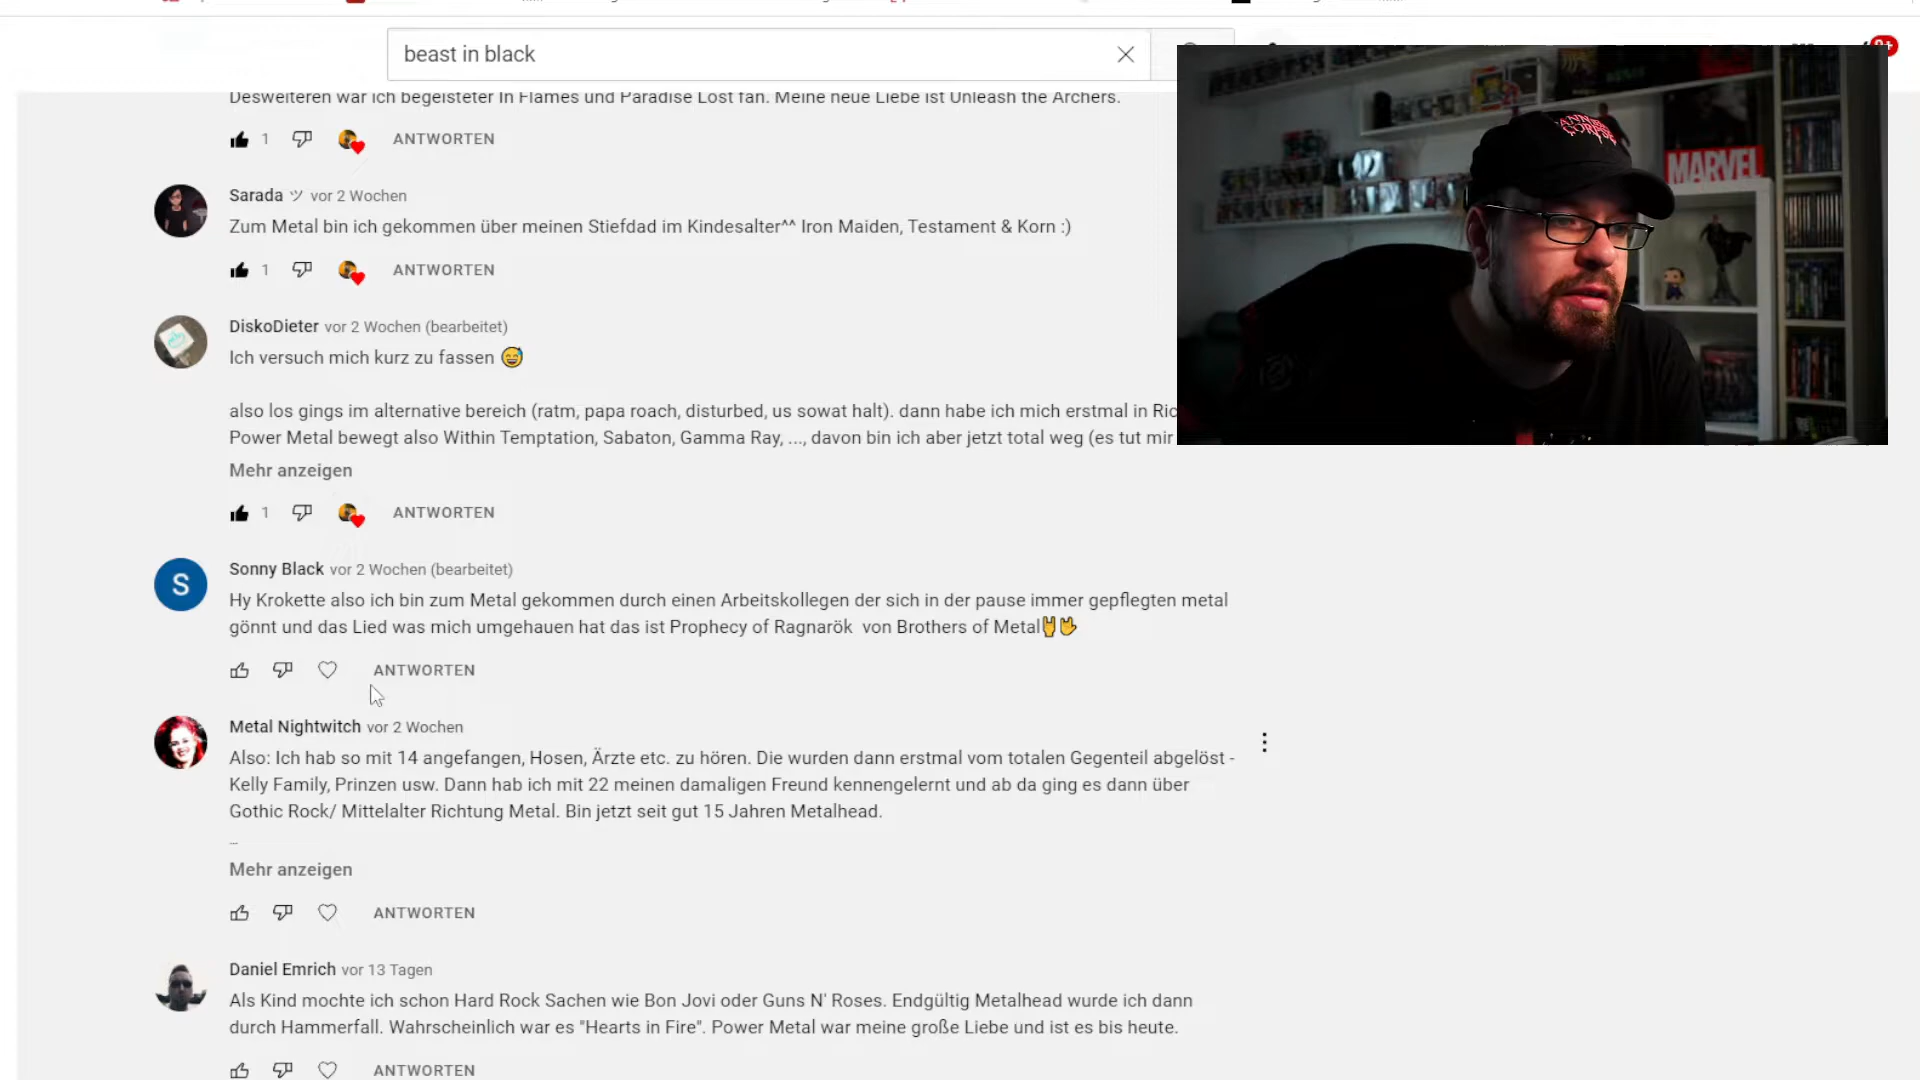 beast in black
9+
Desweiteren war ich begeisteter In Flames und Paradise Lost fan. Meine neue Liebe ist Unleash the Archers.
1 ANTWORTEN
Sarada ツ vor 2 Wochen
Zum Metal bin ich gekommen über meinen Stiefdad im Kindesalter^^ Iron Maiden, Testament & Korn :)
1 ANTWORTEN
DiskoDieter vor 2 Wochen (bearbeitet)
Ich versuch mich kurz zu fassen 😅
also los gings im alternative bereich (ratm, papa roach, disturbed, us sowat halt). dann habe ich mich erstmal in Ric
Power Metal bewegt also Within Temptation, Sabaton, Gamma Ray, ..., davon bin ich aber jetzt total weg (es tut mir
Mehr anzeigen
1 ANTWORTEN
S
Sonny Black vor 2 Wochen (bearbeitet)
Hy Krokette also ich bin zum Metal gekommen durch einen Arbeitskollegen der sich in der pause immer gepflegten metal
gönnt und das Lied was mich umgehauen hat das ist Prophecy of Ragnarök von Brothers of Metal🤘🤟
ANTWORTEN
Metal Nightwitch vor 2 Wochen
Also: Ich hab so mit 14 angefangen, Hosen, Ärzte etc. zu hören. Die wurden dann erstmal vom totalen Gegenteil abgelöst -
Kelly Family, Prinzen usw. Dann hab ich mit 22 meinen damaligen Freund kennengelernt und ab da ging es dann über
Gothic Rock/ Mittelalter Richtung Metal. Bin jetzt seit gut 15 Jahren Metalhead.
...
Mehr anzeigen
ANTWORTEN
Daniel Emrich vor 13 Tagen
Als Kind mochte ich schon Hard Rock Sachen wie Bon Jovi oder Guns N' Roses. Endgültig Metalhead wurde ich dann
durch Hammerfall. Wahrscheinlich war es "Hearts in Fire". Power Metal war meine große Liebe und ist es bis heute.
ANTWORTEN
CANNIBAL
CORPSE
MARVEL